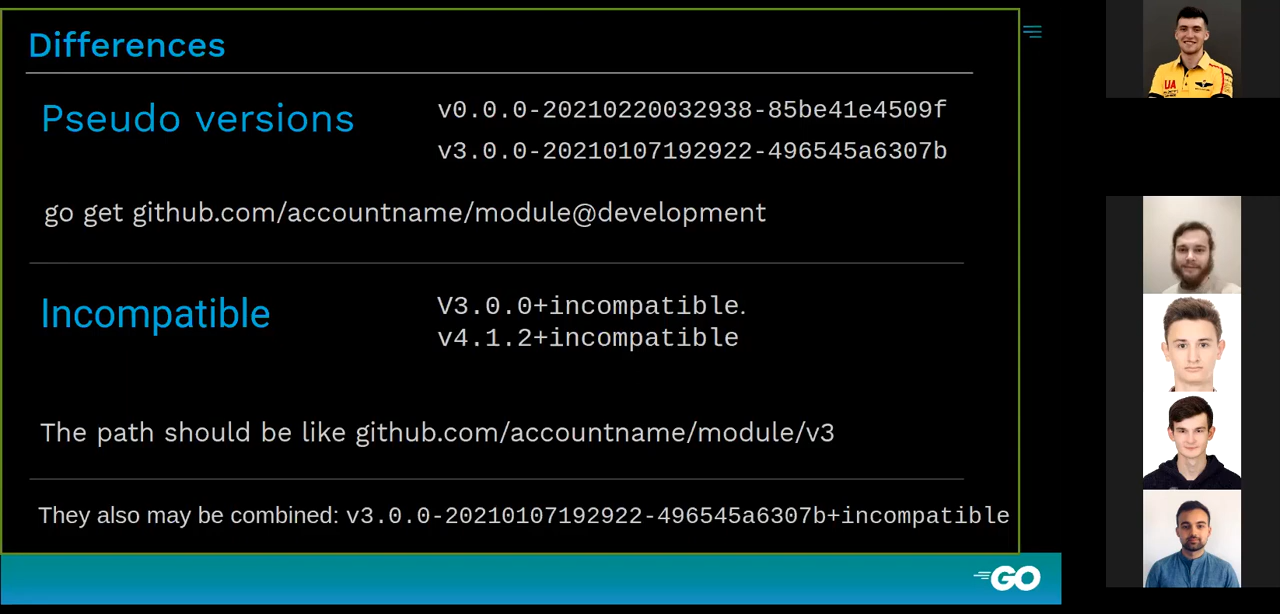 Differences
Pseudo versions
v0.0.0-20210220032938-85be41e4509f
v3.0.0-20210107192922-496545a6307b
go get github.com/accountname/module@development
Incompatible
V3.0.0+incompatible.
v4.1.2+incompatible
The path should be like github.com/accountname/module/v3
They also may be combined: v3.0.0-20210107192922-496545a6307b+incompatible
GO
UA